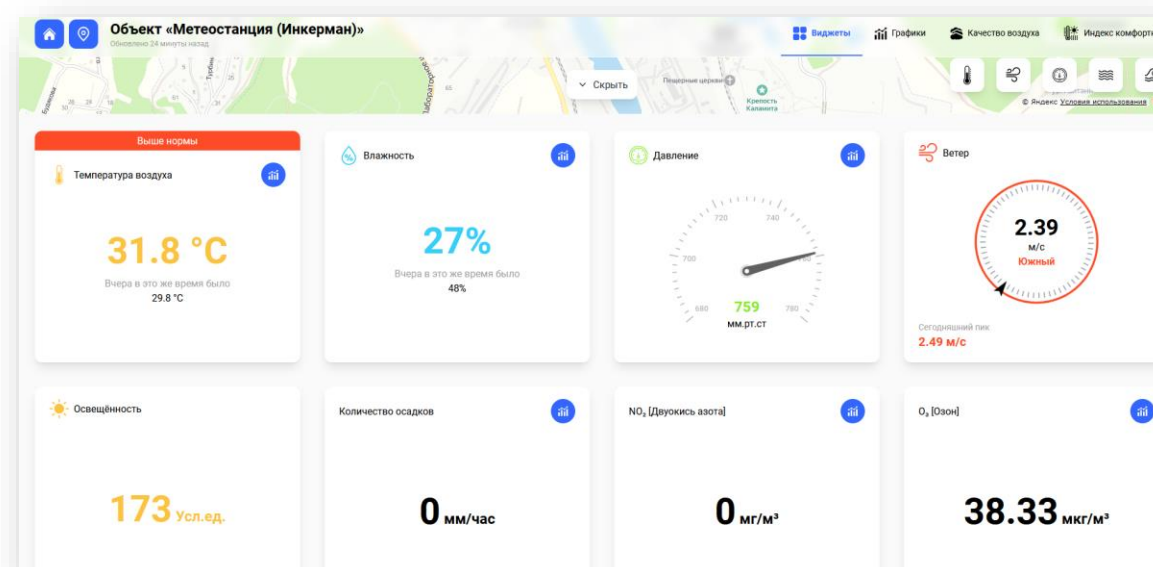 Объект «Метеостанция (Инкерман)»
Обновлено 24 минуты назад
Виджеты
Графики
Качество воздуха
Индекс комфортн
Скрыть
Пещерные церкви
Крепость
Каламита
© Яндекс Условия использования
Выше нормы
Температура воздуха
31.8 °C
Вчера в это же время было
29.8 °C
Влажность
27%
Вчера в это же время было
48%
Давление
720 740
700 760
680 780
759
мм.рт.ст
Ветер
2.39
м/с
Южный
Сегодняшний пик
2.49 м/с
Освещённость
173 Усл.ед.
Количество осадков
0 мм/час
NO₂ [Двуокись азота]
0 мг/м³
O₃ [Озон]
38.33 мкг/м³